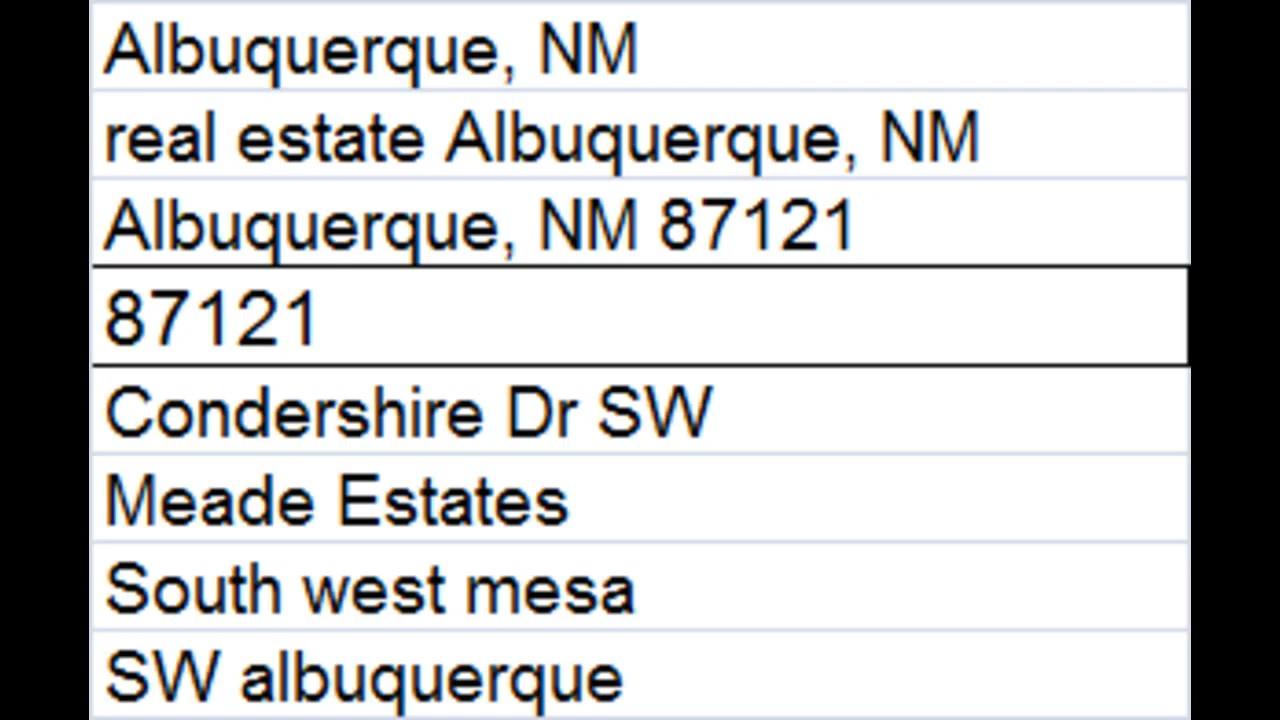 Albuquerque, NM
real estate Albuquerque, NM
Albuquerque, NM 87121
87121
Condershire Dr SW
Meade Estates
South west mesa
SW albuquerque